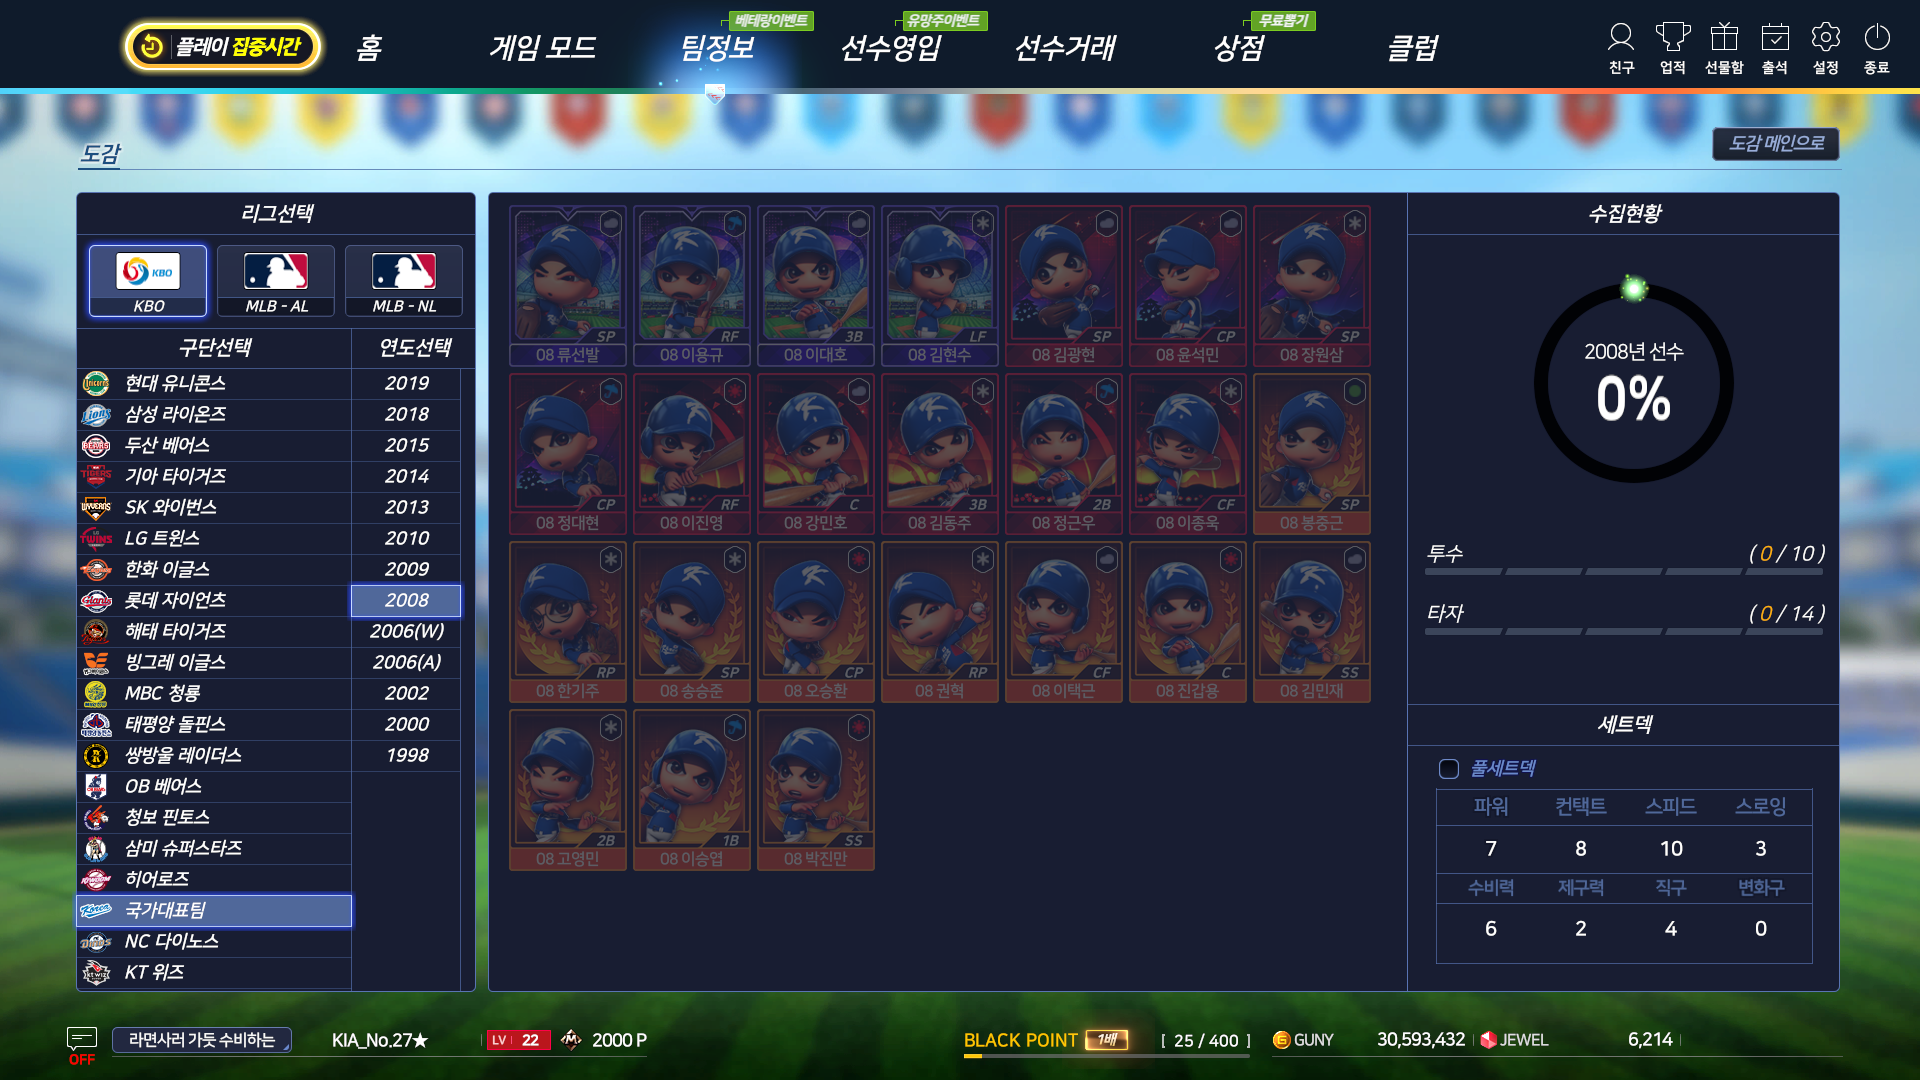 플레이 집중시간
홈
게임 모드
팀정보
베테랑이벤트
선수영입
유망주이벤트
선수거래
상점
무료뽑기
클럽
친구
업적
선물함
출석
설정
종료
도감
도감 메인으로
리그선택
KBO
KBO
MLB - AL
MLB - NL
구단선택
연도선택
현대 유니콘스
삼성 라이온즈
두산 베어스
기아 타이거즈
SK 와이번스
LG 트윈스
한화 이글스
롯데 자이언츠
해태 타이거즈
빙그레 이글스
MBC 청룡
태평양 돌핀스
쌍방울 레이더스
OB 베어스
청보 핀토스
삼미 슈퍼스타즈
히어로즈
국가대표팀
NC 다이노스
KT 위즈
2019
2018
2015
2014
2013
2010
2009
2008
2006(W)
2006(A)
2002
2000
1998
SP
08 류선발
RF
08 이용규
3B
08 이대호
LF
08 김현수
SP
08 김광현
CP
08 윤석민
SP
08 장원삼
CP
08 정대현
RF
08 이진영
C
08 강민호
3B
08 김동주
2B
08 정근우
CF
08 이종욱
SP
08 봉중근
RP
08 한기주
SP
08 송승준
CP
08 오승환
RP
08 권혁
CF
08 이택근
C
08 진갑용
SS
08 김민재
2B
08 고영민
1B
08 이승엽
SS
08 박진만
수집현황
2008년 선수
0%
투수
( 0 / 10 )
타자
( 0 / 14 )
세트덱
풀세트덱
파워 컨택트 스피드 스로잉
7 8 10 3
수비력 제구력 직구 변화구
6 2 4 0
OFF
라면사러 가듯 수비하는
KIA_No.27★
LV 22
2000 P
BLACK POINT
1배
[ 25 / 400 ]
GUNY
30,593,432
JEWEL
6,214